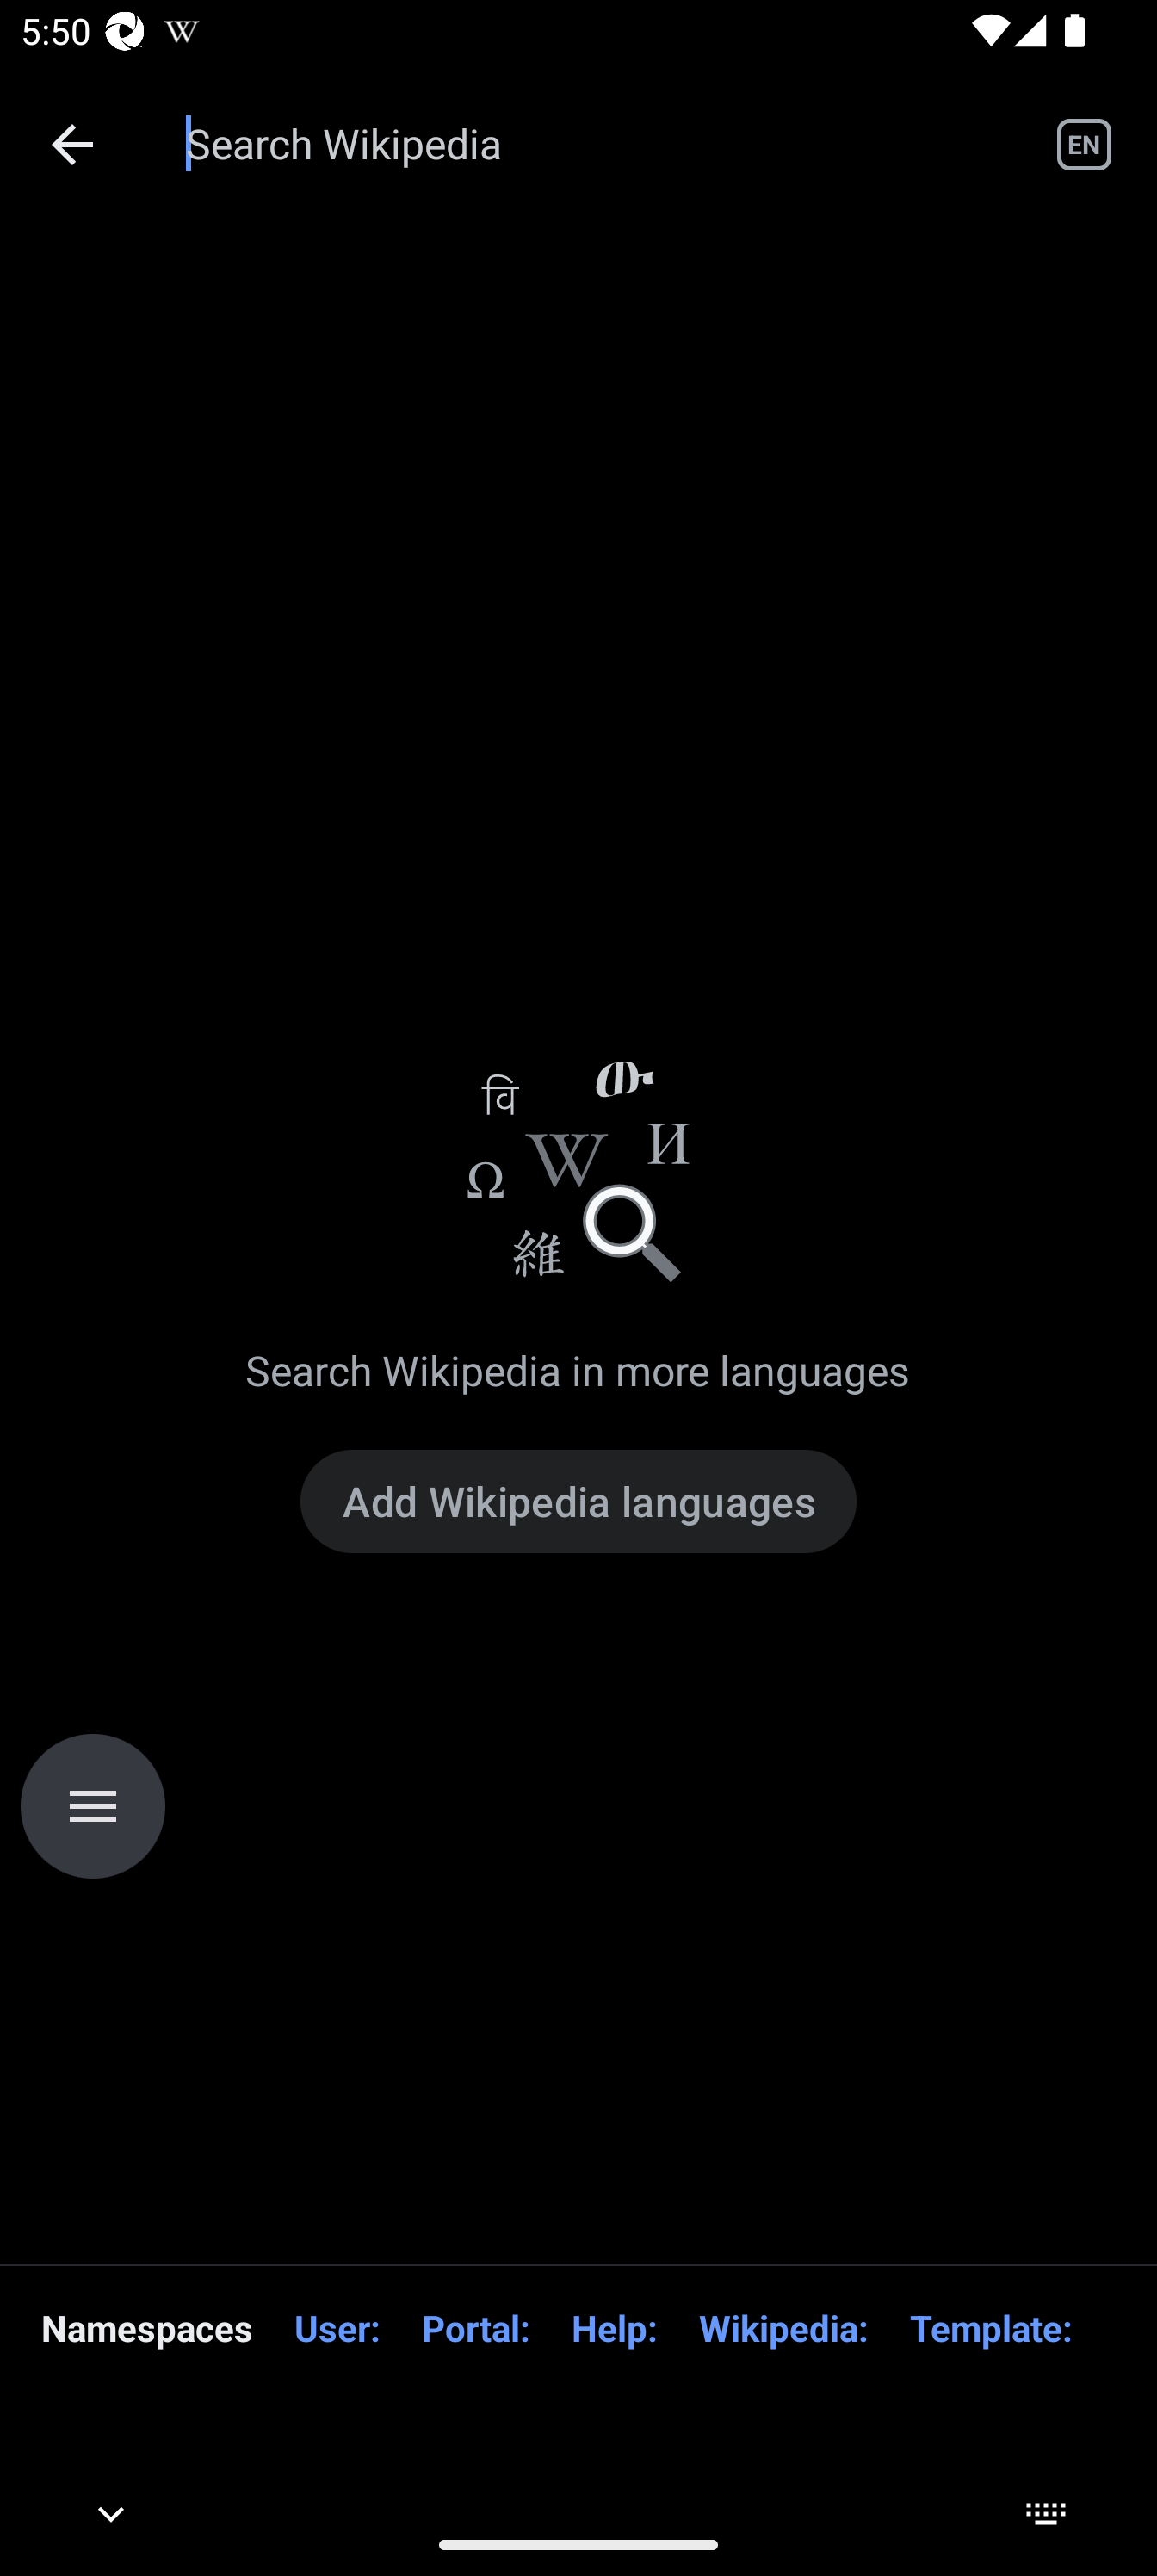 5:50
Search Wikipedia
EN
वि
ው
W
И
Ω
維
Search Wikipedia in more languages
Add Wikipedia languages
Namespaces User: Portal: Help: Wikipedia: Template: